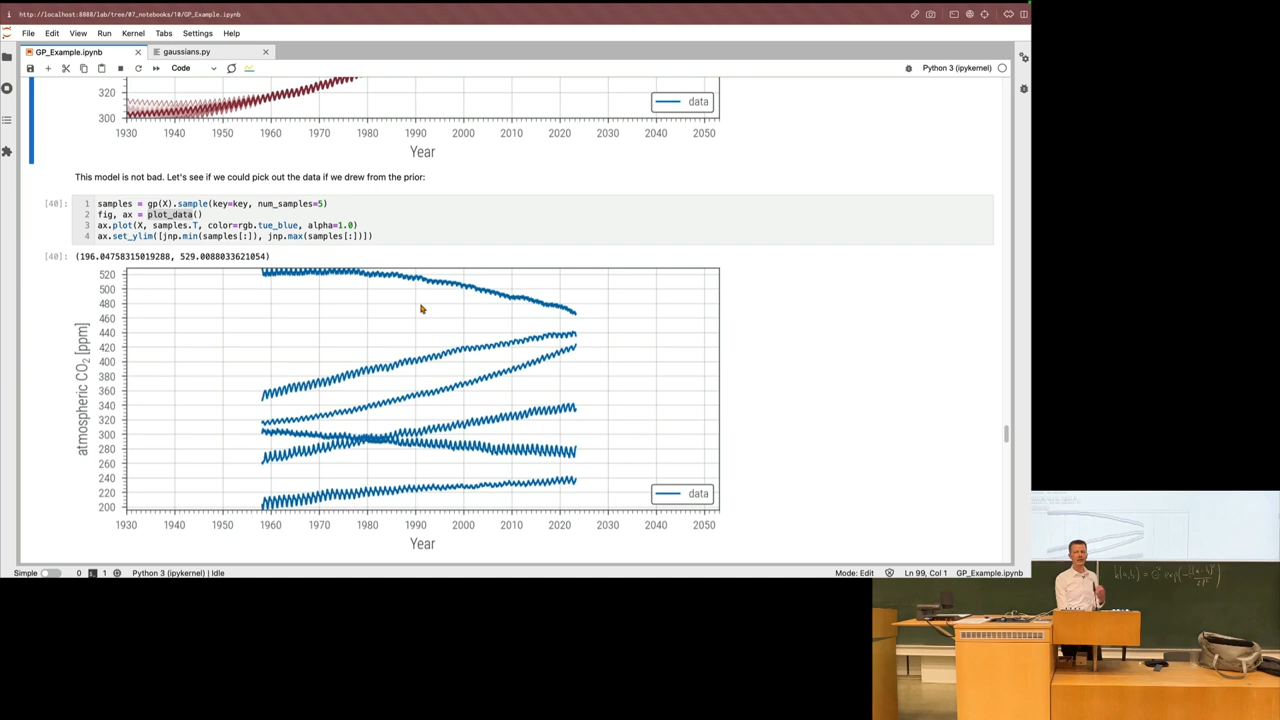 http://localhost:8888/lab/tree/07_notebooks/10/GP_Example.ipynb
File Edit View Run Kernel Tabs Settings Help
GP_Example.ipynb × gaussians.py ×
Code Python 3 (ipykernel)
320
300
data
1930 1940 1950 1960 1970 1980 1990 2000 2010 2020 2030 2040 2050
Year
This model is not bad. Let's see if we could pick out the data if we drew from the prior:
[40]:
1 samples = gp(X).sample(key=key, num_samples=5)
2 fig, ax = plot_data()
3 ax.plot(X, samples.T, color=rgb.tue_blue, alpha=1.0)
4 ax.set_ylim([jnp.min(samples[:]), jnp.max(samples[:])])
[40]: (196.04758315019288, 529.0088033621054)
atmospheric CO₂ [ppm]
520
500
480
460
440
420
400
380
360
340
320
300
280
260
240
220
200
data
1930 1940 1950 1960 1970 1980 1990 2000 2010 2020 2030 2040 2050
Year
Simple 0 1 Python 3 (ipykernel) | Idle Mode: Edit Ln 99, Col 1 GP_Example.ipynb